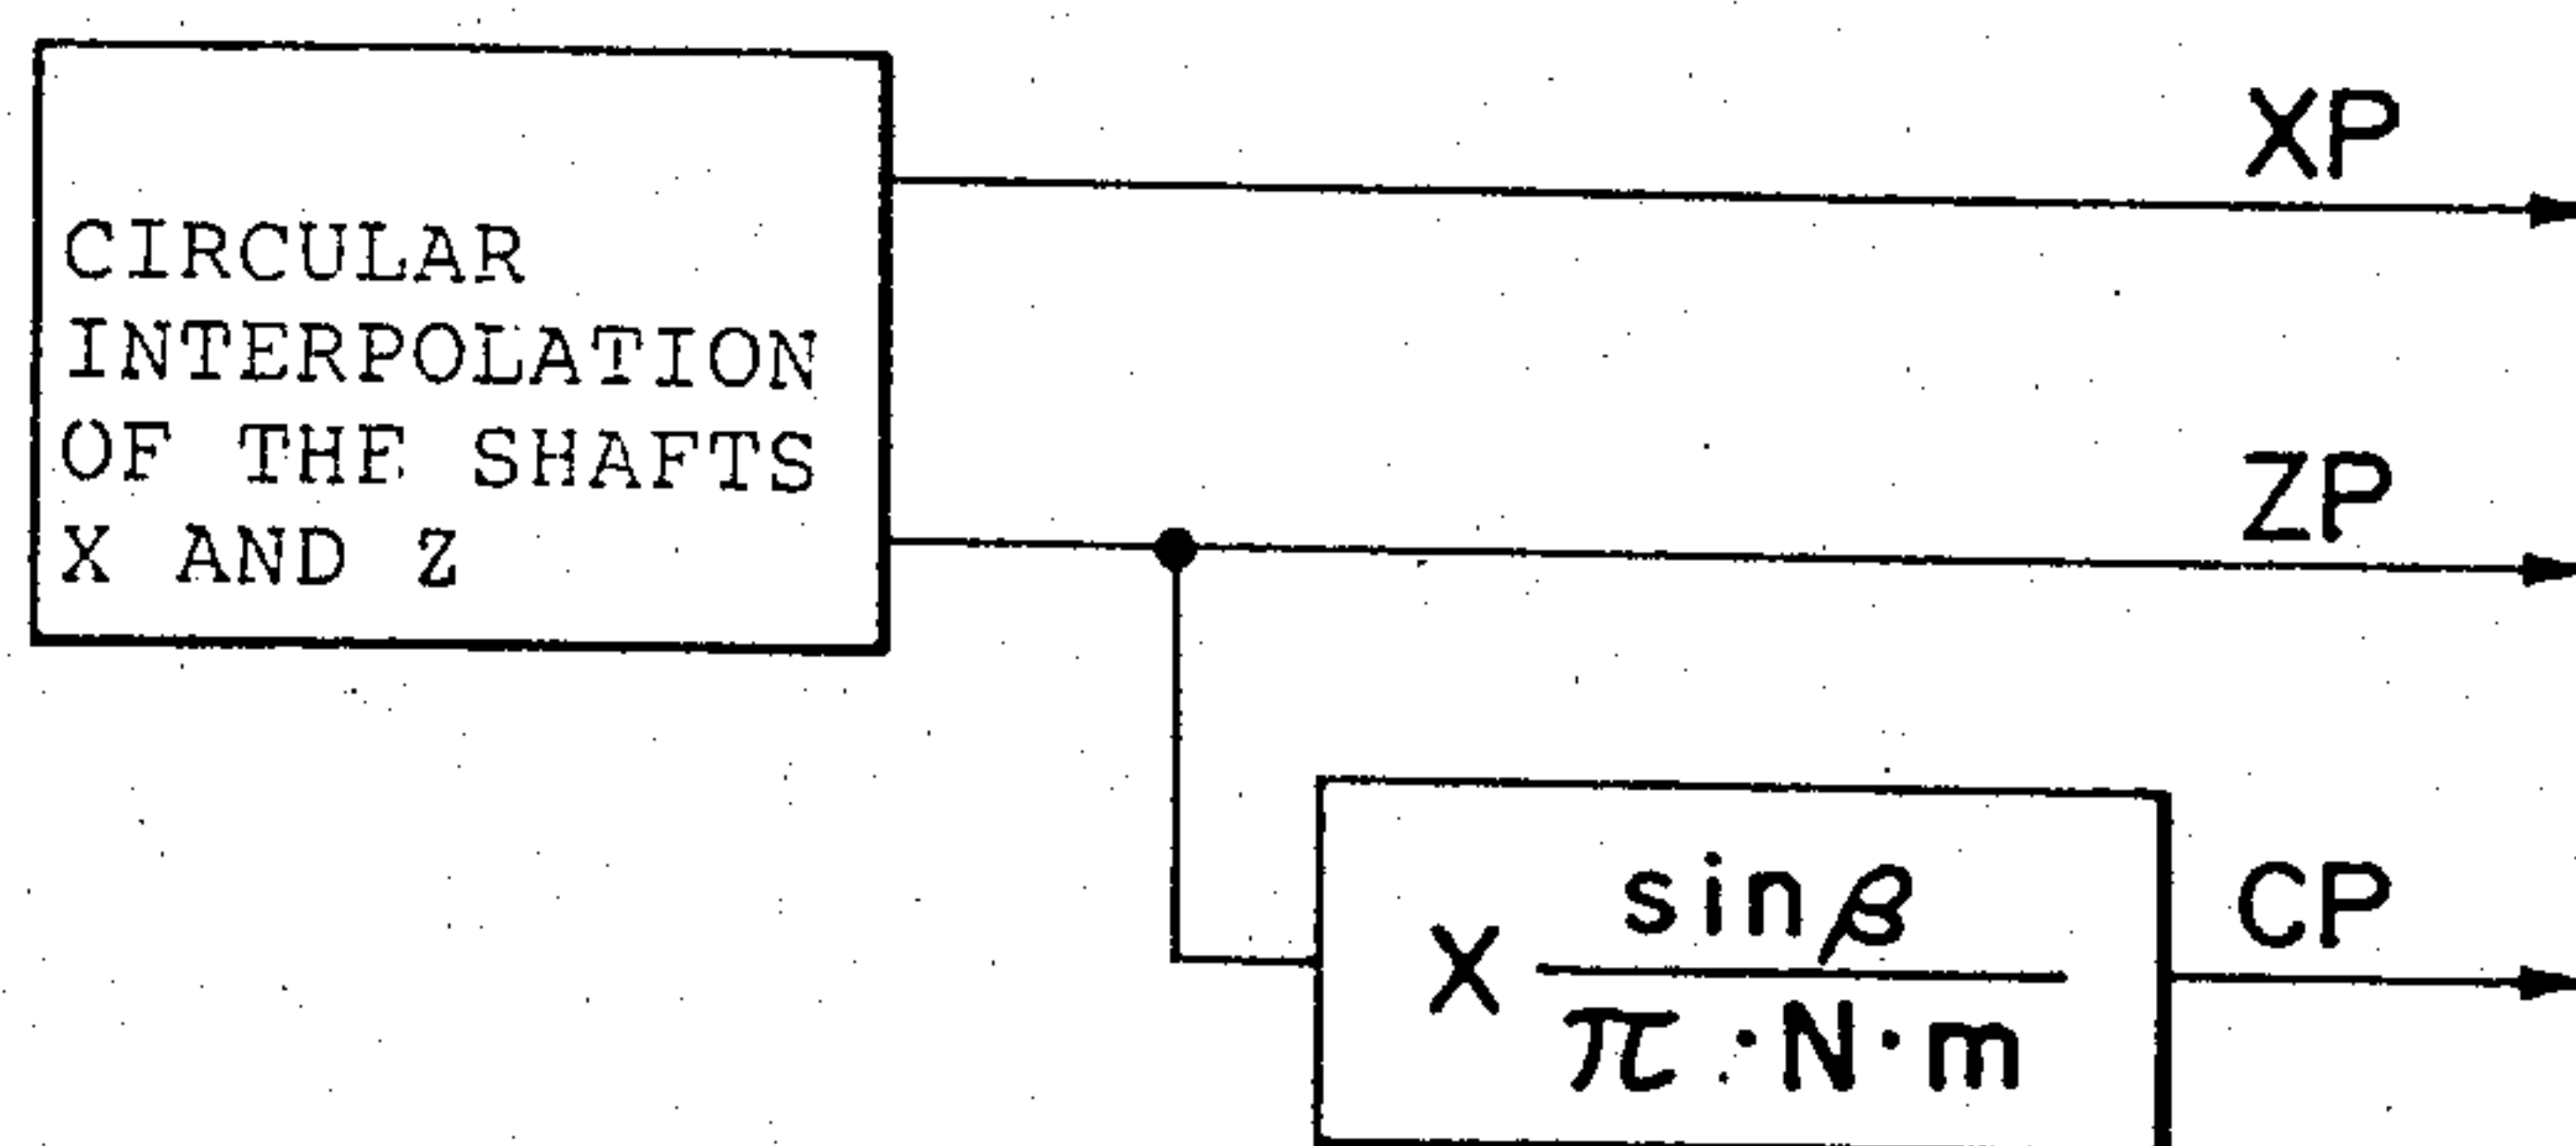 CIRCULAR
INTERPOLATION
OF THE SHAFTS
X AND Z
XP
ZP
X sinβ / π·N·m
CP